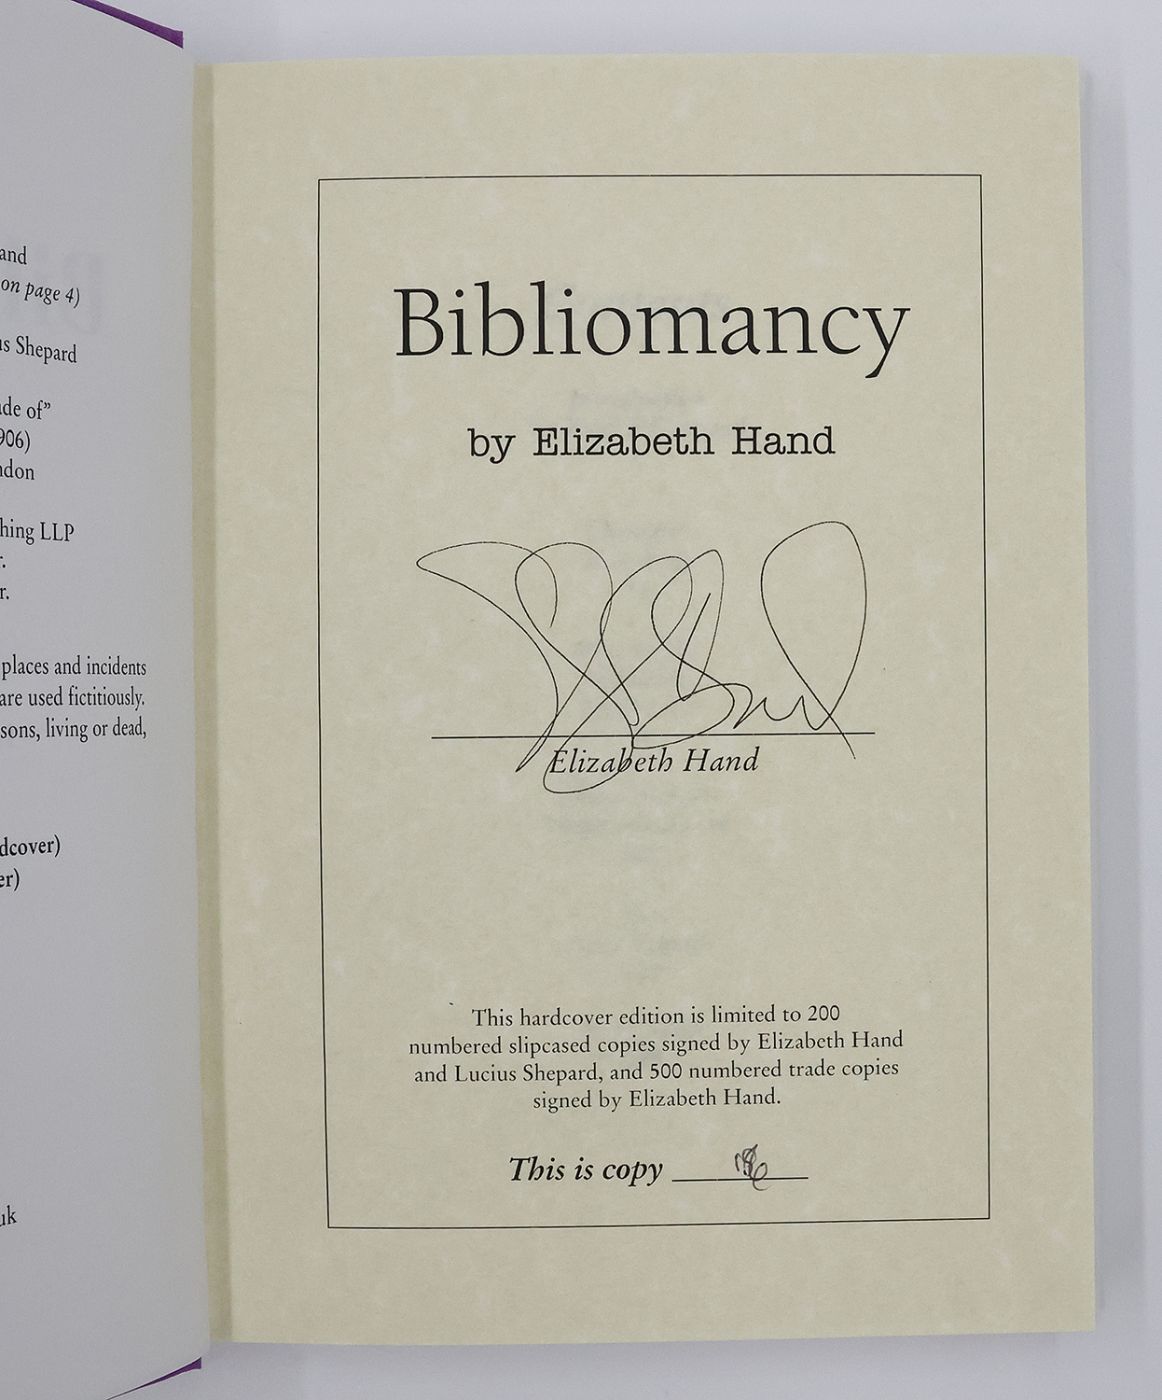 and
on page 4)
Shepard
of”
906)
LLP
places and incidents
are used fictitiously.
living or dead,
Bibliomancy
by Elizabeth Hand
Elizabeth Hand
This hardcover edition is limited to 200
numbered slipcased copies signed by Elizabeth Hand
and Lucius Shepard, and 500 numbered trade copies
signed by Elizabeth Hand.
This is copy